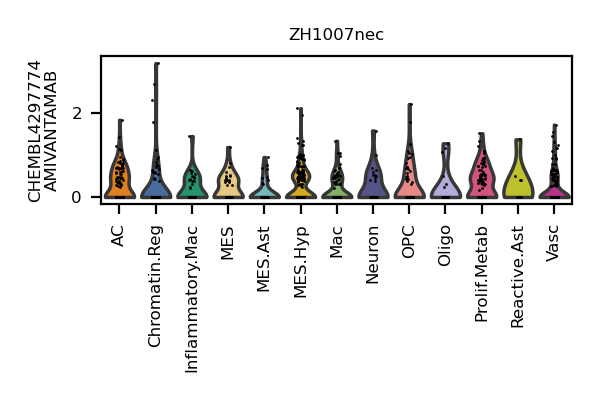 ZH1007nec
CHEMBL4297774
AMIVANTAMAB
2
0
AC
Chromatin.Reg
Inflammatory.Mac
MES
MES.Ast
MES.Hyp
Mac
Neuron
OPC
Oligo
Prolif.Metab
Reactive.Ast
Vasc